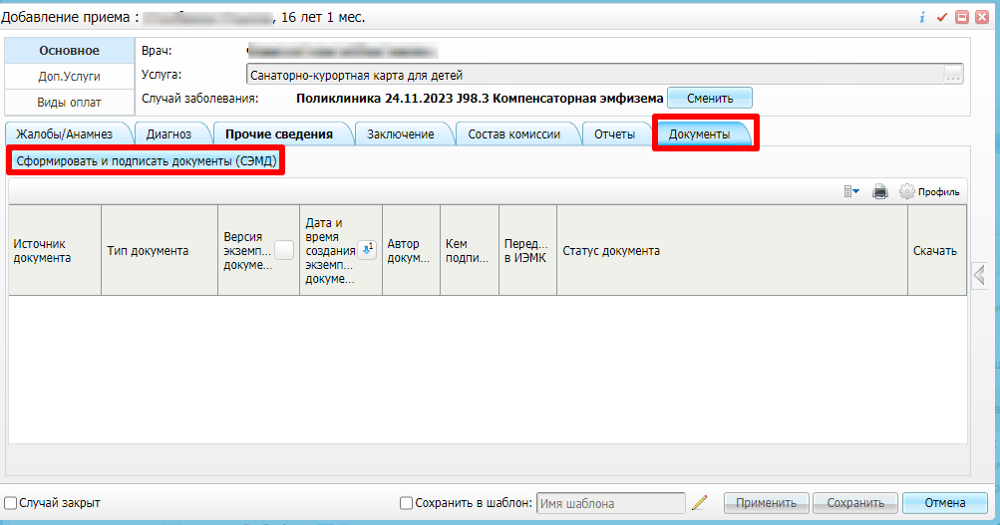 Добавление приема :
, 16 лет 1 мес.
Основное
Доп.Услуги
Виды оплат
Врач:
Услуга: Санаторно-курортная карта для детей ...
Случай заболевания: Поликлиника 24.11.2023 J98.3 Компенсаторная эмфизема Сменить
Жалобы/Анамнез Диагноз Прочие сведения Заключение Состав комиссии Отчеты Документы
Сформировать и подписать документы (СЭМД)
Профиль
Источник документа
Тип документа
Версия экземп... докуме...
Дата и время создания экземп... докуме...
1
Автор докум...
Кем подпи...
Перед... в ИЭМК
Статус документа
Скачать
Случай закрыт
Сохранить в шаблон: Имя шаблона
Применить Сохранить Отмена